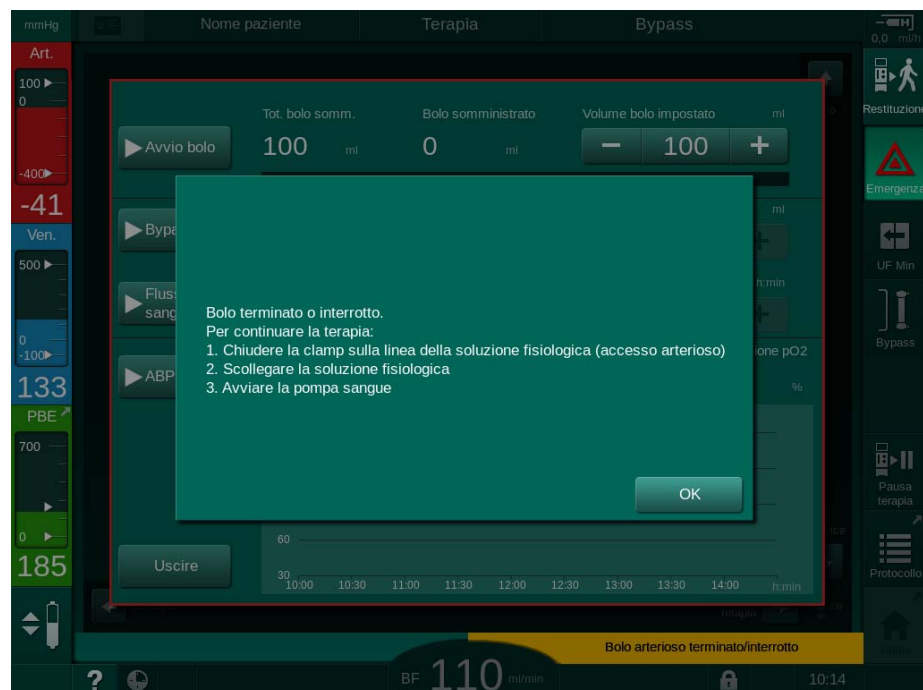 mmHg
Nome paziente
Terapia
Bypass
0,0 ml/h
Art.
100
0
-400
-41
Ven.
500
0
-100
133
PBE
700
0
185
Tot. bolo somm.
Bolo somministrato
Volume bolo impostato
ml
Avvio bolo
100 ml
0 ml
− 100 +
ml
h:min
%
Bolo terminato o interrotto.
Per continuare la terapia:
1. Chiudere la clamp sulla linea della soluzione fisiologica (accesso arterioso)
2. Scollegare la soluzione fisiologica
3. Avviare la pompa sangue
OK
60
30
10:00 10:30 11:00 11:30 12:00 12:30 13:00 13:30 14:00 h:min
Uscire
Restituzione
Emergenza
UF Min
Bypass
Pausa
terapia
Protocollo
Bolo arterioso terminato/interrotto
?
BF 110 ml/min
10:14